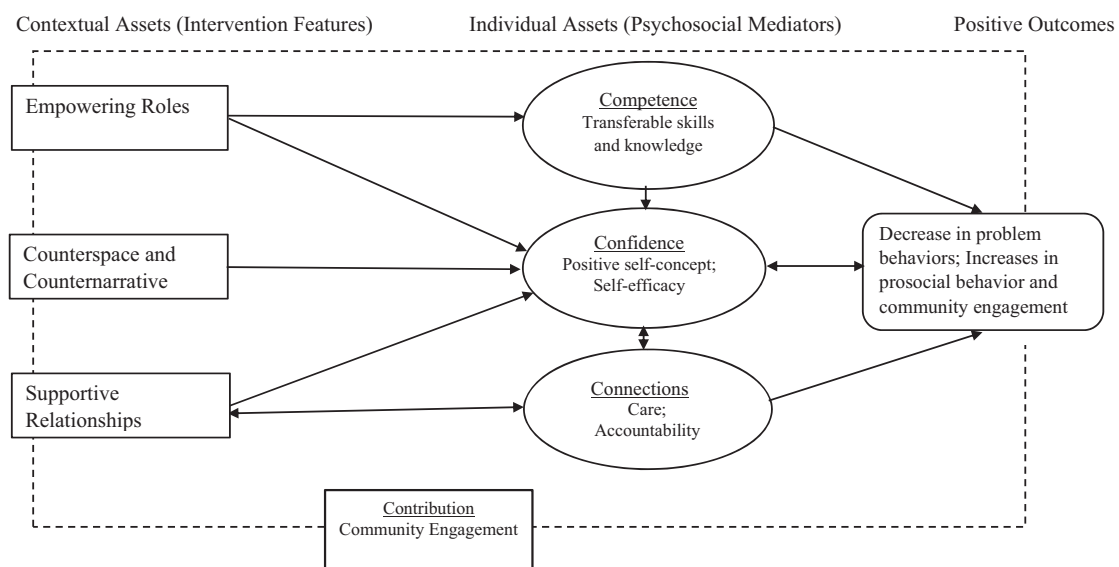 Contextual Assets (Intervention Features)
Individual Assets (Psychosocial Mediators)
Positive Outcomes
Empowering Roles
Counterspace and
Counternarrative
Supportive
Relationships
Competence
Transferable skills
and knowledge
Confidence
Positive self-concept;
Self-efficacy
Connections
Care;
Accountability
Decrease in problem
behaviors; Increases in
prosocial behavior and
community engagement
Contribution
Community Engagement